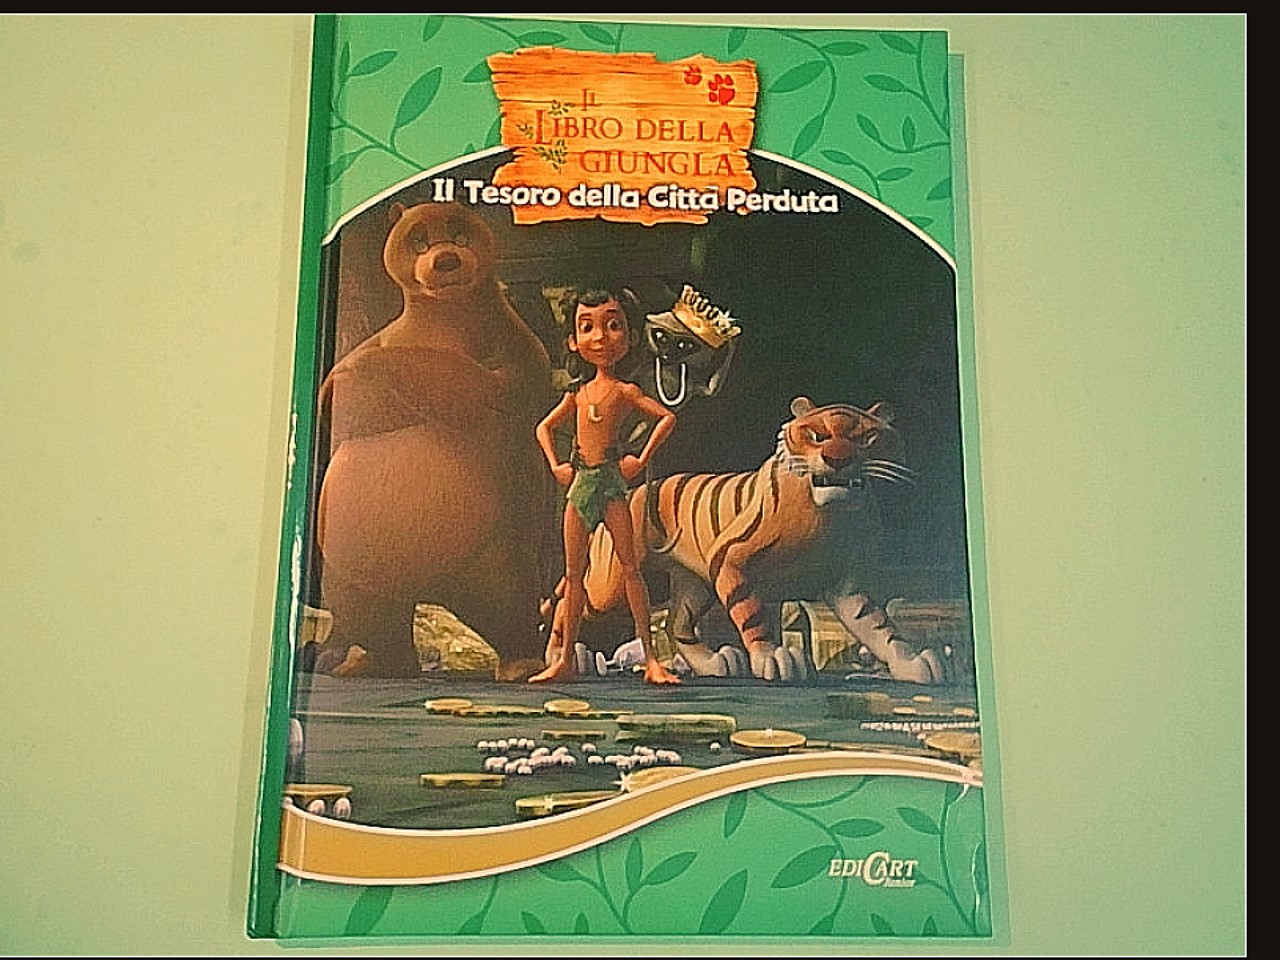 IL
LIBRO DELLA
GIUNGLA
Il Tesoro della Città Perduta
EDICART
Junior